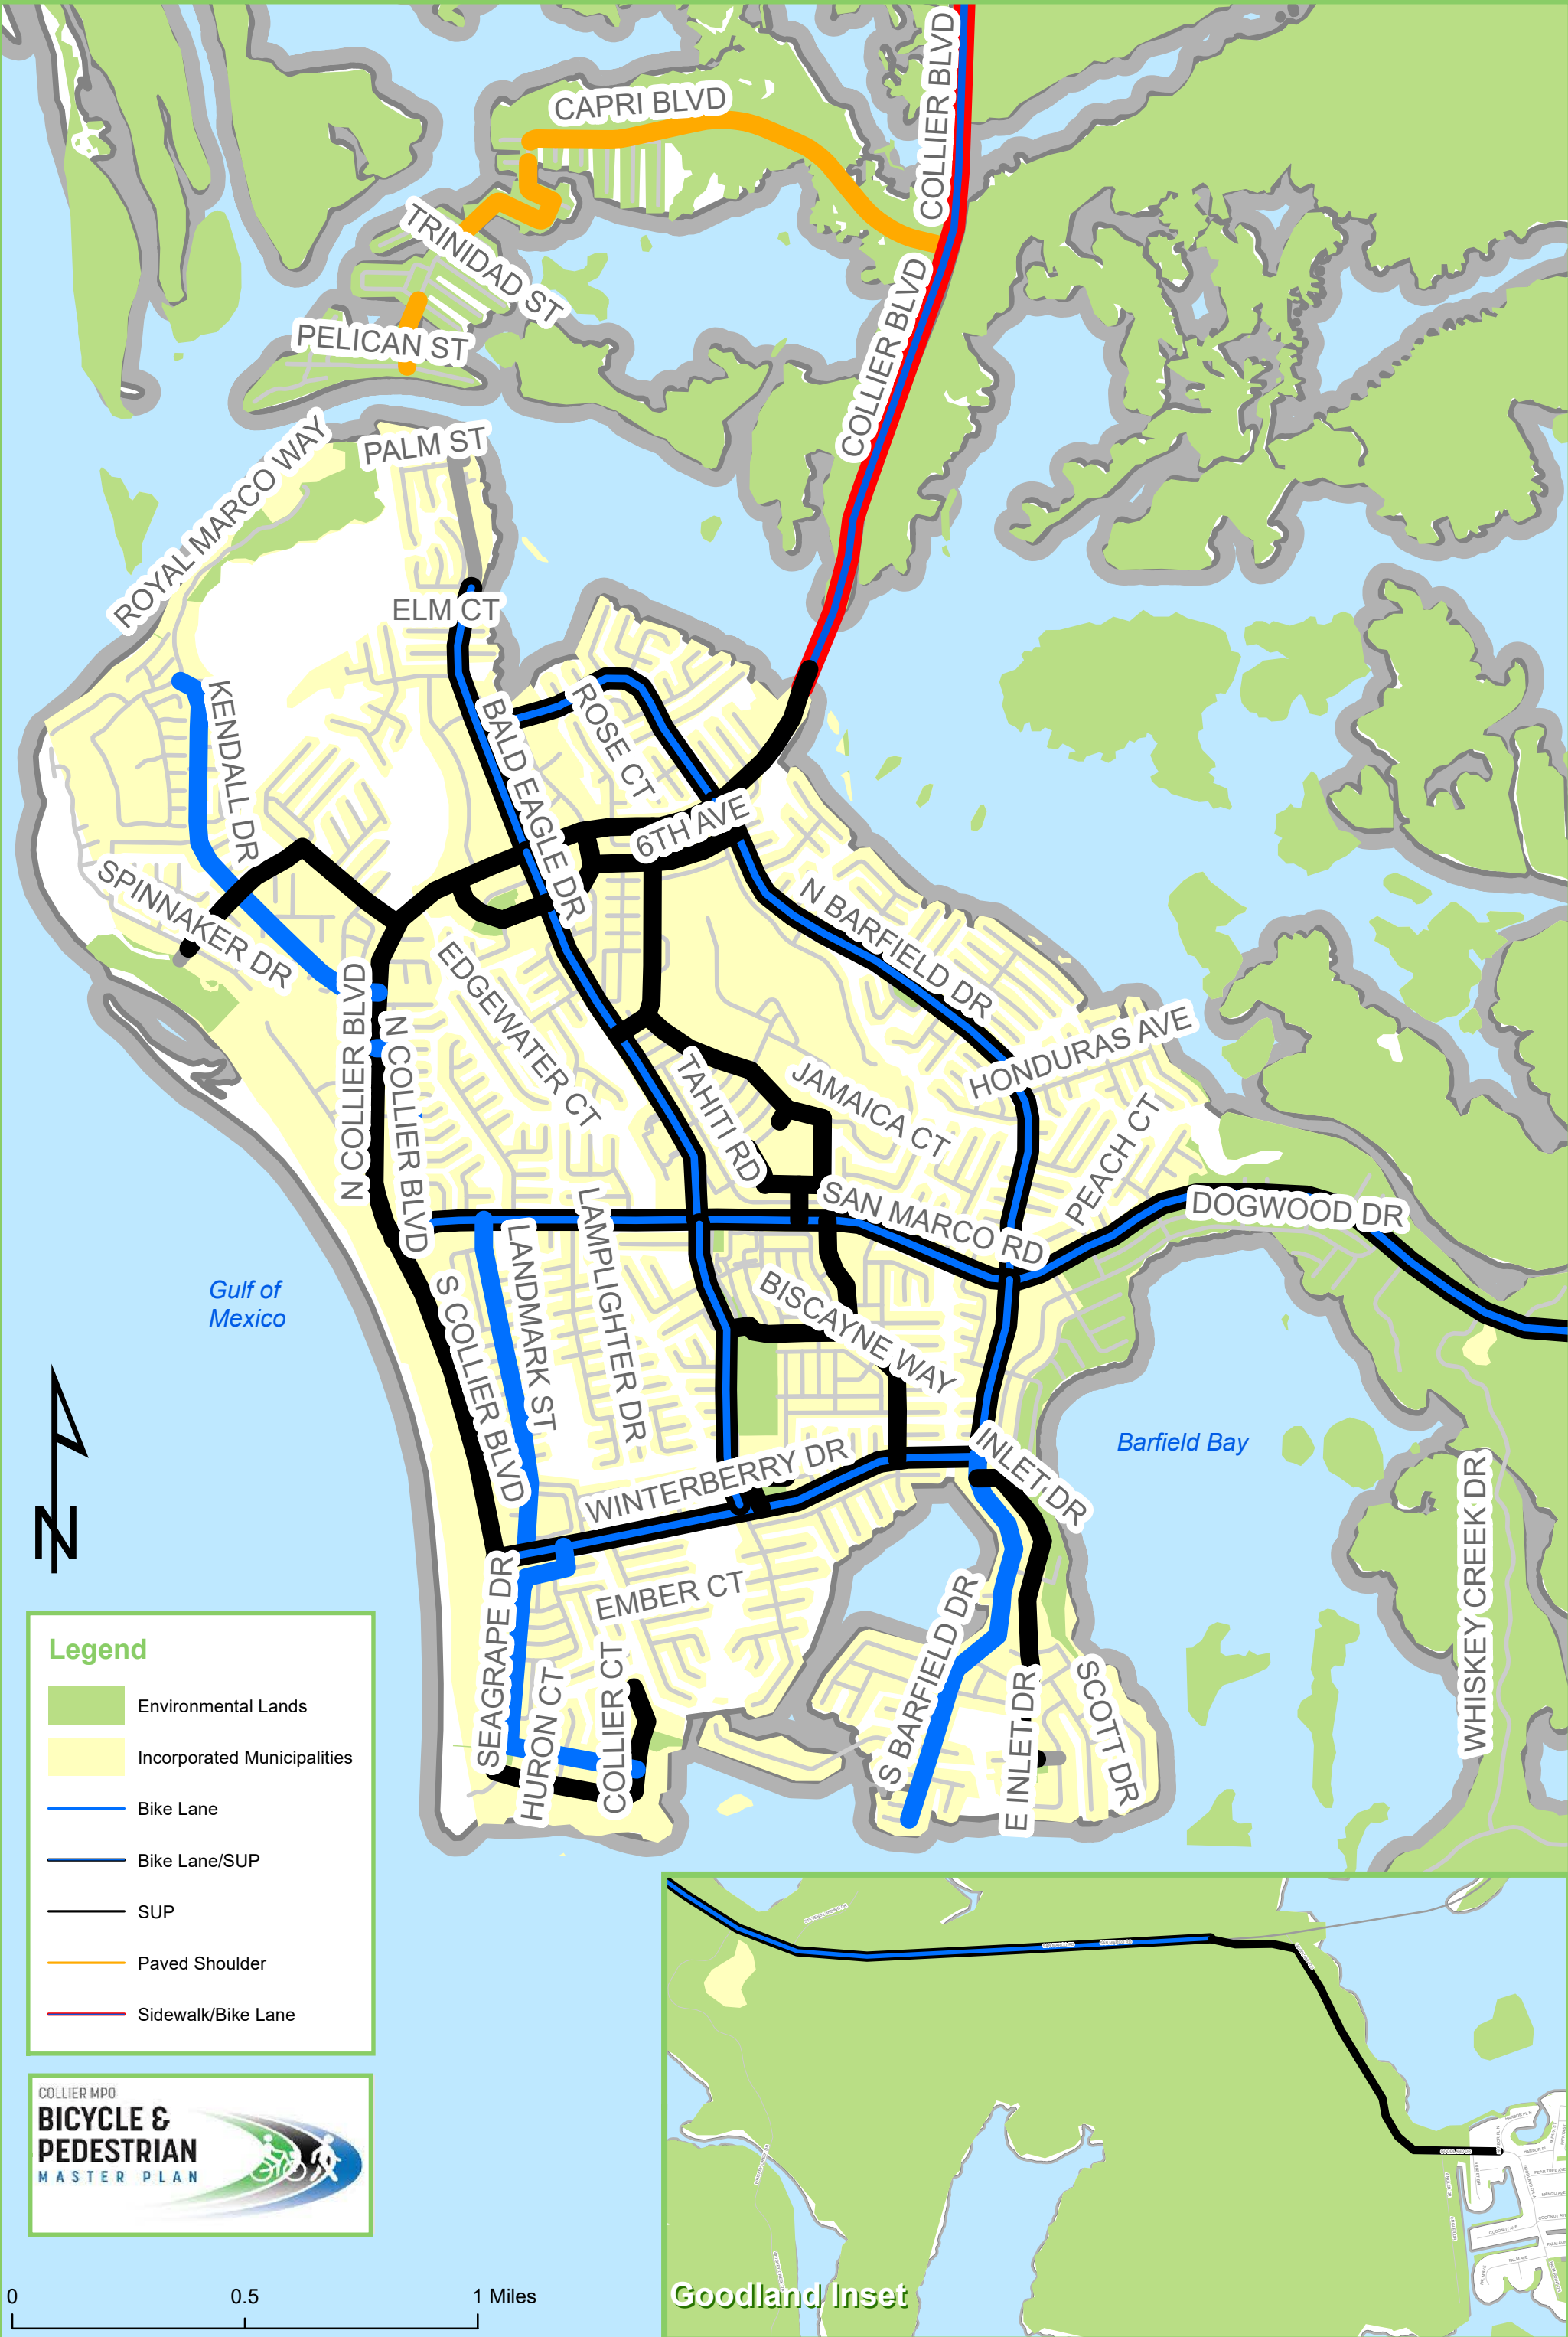 COLLIER BLVD
CAPRI BLVD
TRINIDAD ST
COLLIER BLVD
PELICAN ST
ROYAL MARCO WAY
PALM ST
ELM CT
KENDALL DR
BALD EAGLE DR
ROSE CT
6TH AVE
SPINNAKER DR
N BARFIELD DR
EDGEWATER CT
N COLLIER BLVD
N COLLIER BLVD
HONDURAS AVE
TAHITI RD
JAMAICA CT
PEACH CT
SAN MARCO RD
DOGWOOD DR
LANDMARK ST
LAMPLIGHTER DR
S COLLIER BLVD
BISCAYNE WAY
Gulf of
Mexico
Barfield Bay
WINTERBERRY DR
INLET DR
WHISKEY CREEK DR
SEAGRAPE DR
EMBER CT
HURON CT
COLLIER CT
S BARFIELD DR
E INLET DR
SCOTT DR
N
Legend
Environmental Lands
Incorporated Municipalities
Bike Lane
Bike Lane/SUP
SUP
Paved Shoulder
Sidewalk/Bike Lane
COLLIER MPO
BICYCLE &
PEDESTRIAN
MASTER PLAN
0 0.5 1 Miles
Goodland Inset